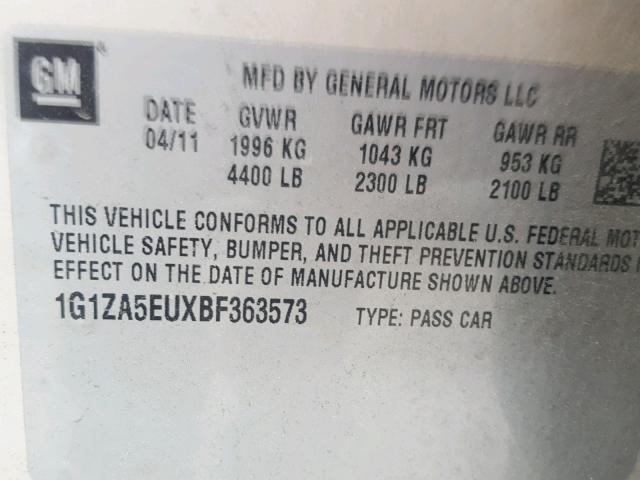 GM®
MFD BY GENERAL MOTORS LLC
DATE GVWR GAWR FRT GAWR RR
04/11 1996 KG 1043 KG 953 KG
4400 LB 2300 LB 2100 LB
THIS VEHICLE CONFORMS TO ALL APPLICABLE U.S. FEDERAL MOT
VEHICLE SAFETY, BUMPER, AND THEFT PREVENTION STANDARDS
EFFECT ON THE DATE OF MANUFACTURE SHOWN ABOVE.
1G1ZA5EUXBF363573 TYPE: PASS CAR